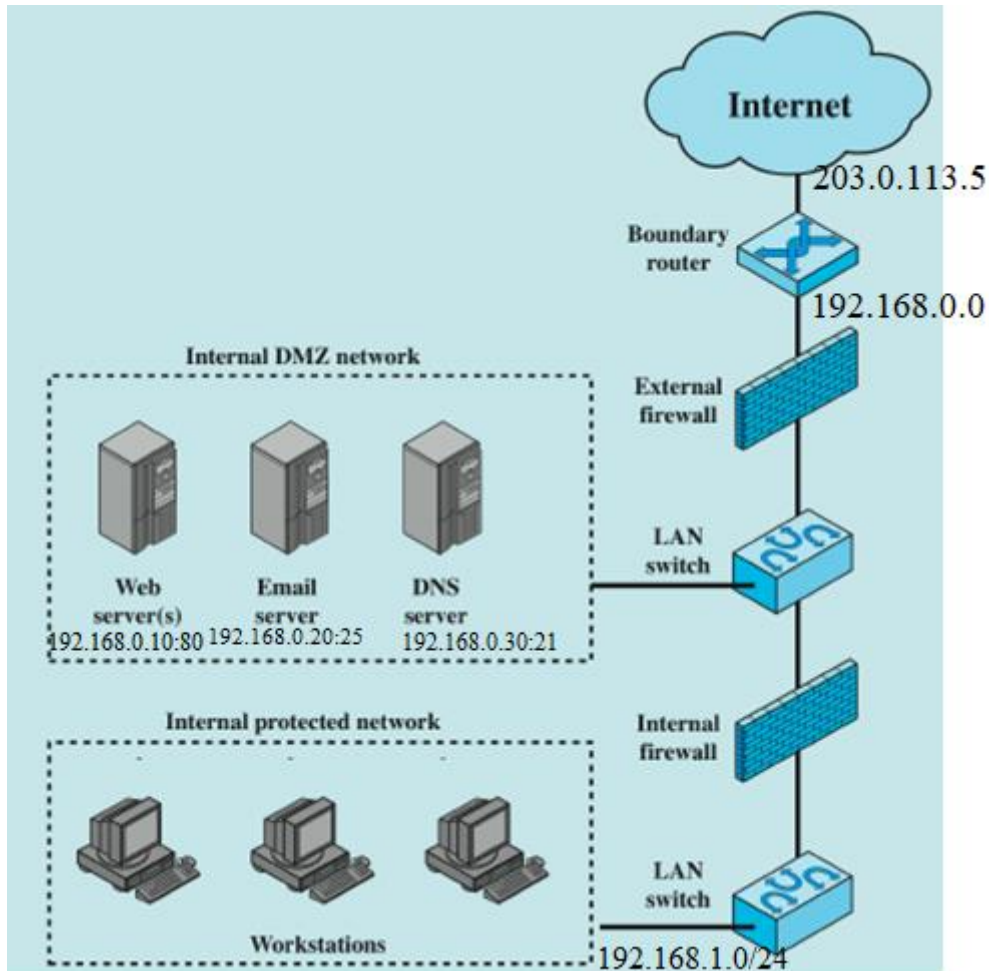 Internet
203.0.113.5
Boundary
router
192.168.0.0
Internal DMZ network
External
firewall
LAN
switch
Web
server(s)
192.168.0.10:80
Email
server
192.168.0.20:25
DNS
server
192.168.0.30:21
Internal protected network
Internal
firewall
LAN
switch
Workstations
192.168.1.0/24